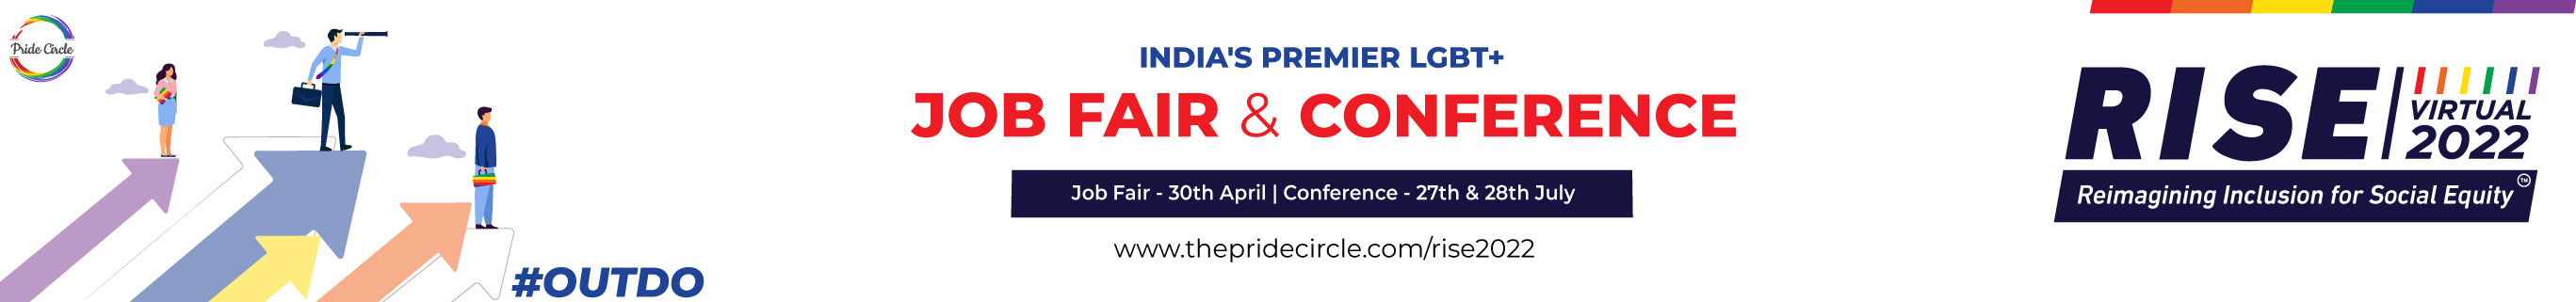 Pride Circle
#OUTDO
INDIA'S PREMIER LGBT+
JOB FAIR & CONFERENCE
Job Fair - 30th April | Conference - 27th & 28th July
www.thepridecircle.com/rise2022
RISE
VIRTUAL
2022
Reimagining Inclusion for Social Equity™